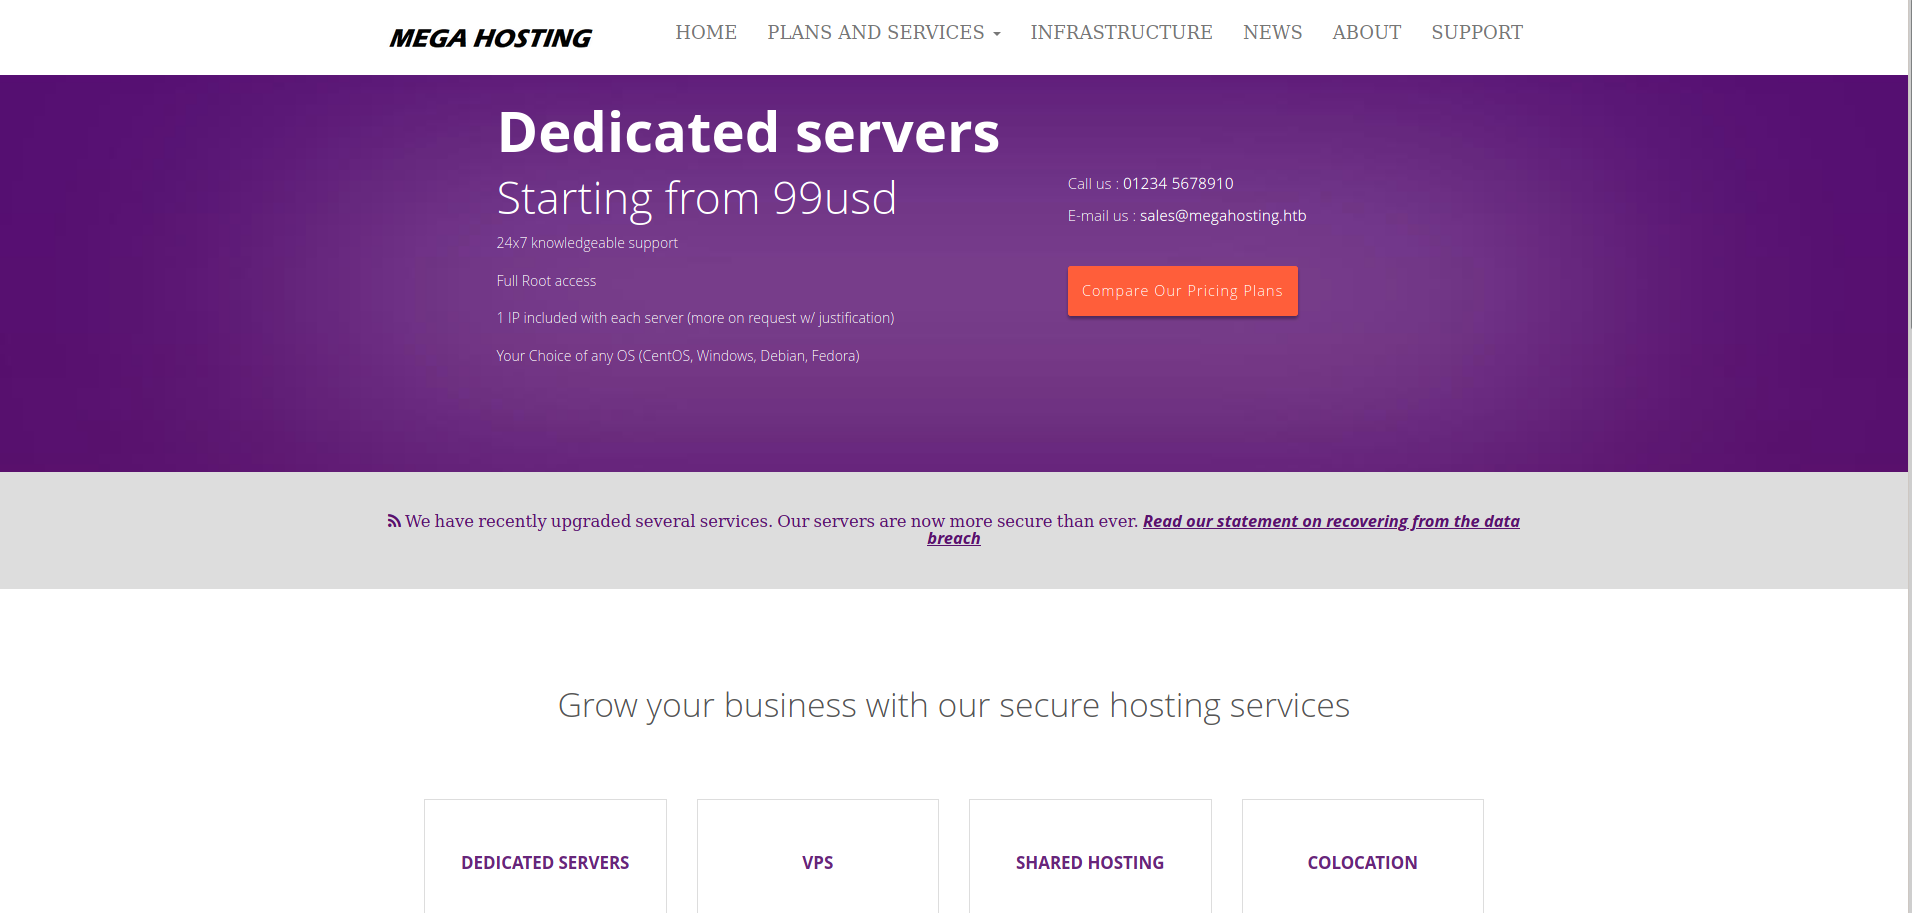 MEGA HOSTING
HOME PLANS AND SERVICES INFRASTRUCTURE NEWS ABOUT SUPPORT
Dedicated servers
Starting from 99usd
24x7 knowledgeable support
Full Root access
1 IP included with each server (more on request w/ justification)
Your Choice of any OS (CentOS, Windows, Debian, Fedora)
Call us : 01234 5678910
E-mail us : sales@megahosting.htb
Compare Our Pricing Plans
We have recently upgraded several services. Our servers are now more secure than ever. Read our statement on recovering from the data
breach
Grow your business with our secure hosting services
DEDICATED SERVERS
VPS
SHARED HOSTING
COLOCATION